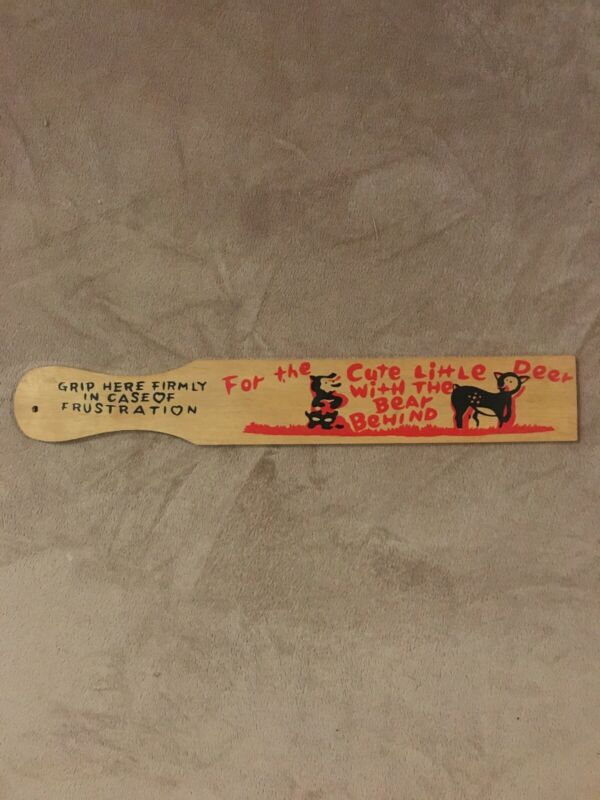 GRIP HERE FIRMLY
IN CASE OF
FRUSTRATION
For the Cute Little Deer
With THE
BEAr
BeHIND